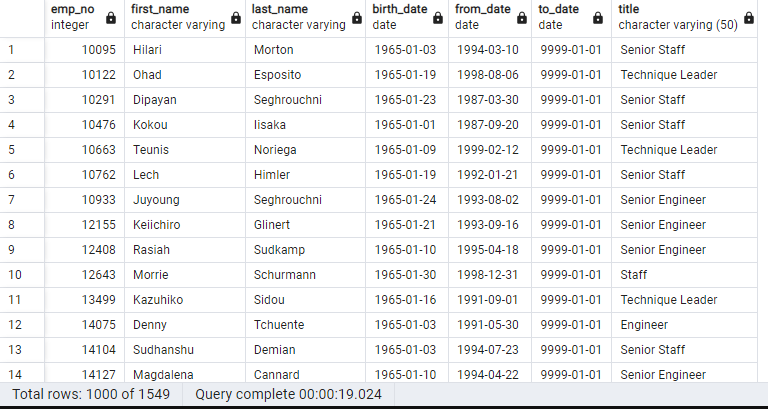 emp_no first_name last_name birth_date from_date to_date title
integer character varying character varying date date date character varying (50)
1 10095 Hilari Morton 1965-01-03 1994-03-10 9999-01-01 Senior Staff
2 10122 Ohad Esposito 1965-01-19 1998-08-06 9999-01-01 Technique Leader
3 10291 Dipayan Seghrouchni 1965-01-23 1987-03-30 9999-01-01 Senior Staff
4 10476 Kokou Iisaka 1965-01-01 1987-09-20 9999-01-01 Senior Staff
5 10663 Teunis Noriega 1965-01-09 1999-02-12 9999-01-01 Technique Leader
6 10762 Lech Himler 1965-01-19 1992-01-21 9999-01-01 Senior Staff
7 10933 Juyoung Seghrouchni 1965-01-24 1993-08-02 9999-01-01 Senior Engineer
8 12155 Keiichiro Glinert 1965-01-21 1993-09-16 9999-01-01 Senior Engineer
9 12408 Rasiah Sudkamp 1965-01-10 1995-04-18 9999-01-01 Senior Engineer
10 12643 Morrie Schurmann 1965-01-30 1998-12-31 9999-01-01 Staff
11 13499 Kazuhiko Sidou 1965-01-16 1991-09-01 9999-01-01 Technique Leader
12 14075 Denny Tchuente 1965-01-03 1991-05-30 9999-01-01 Engineer
13 14104 Sudhanshu Demian 1965-01-03 1994-07-23 9999-01-01 Senior Staff
14 14127 Magdalena Cannard 1965-01-10 1994-04-22 9999-01-01 Senior Engineer
Total rows: 1000 of 1549 Query complete 00:00:19.024